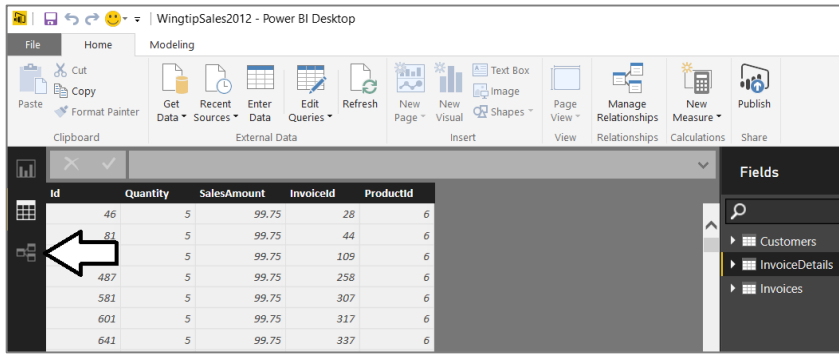 WingtipSales2012 - Power BI Desktop
File Home Modeling
Paste
Cut
Copy
Format Painter
Clipboard
Get Data
Recent Sources
Enter Data
Edit Queries
Refresh
External Data
New Page
New Visual
Text Box
Image
Shapes
Insert
Page View
View
Manage Relationships
Relationships
New Measure
Calculations
Publish
Share
Id Quantity SalesAmount InvoiceId ProductId
46 5 99.75 28 6
81 5 99.75 44 6
5 99.75 109 6
487 5 99.75 258 6
581 5 99.75 307 6
601 5 99.75 317 6
641 5 99.75 337 6
Fields
Customers
InvoiceDetails
Invoices